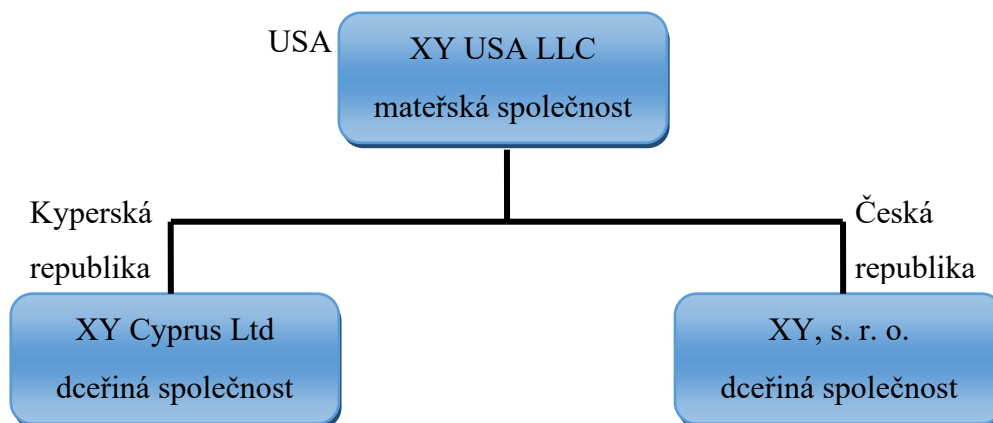 USA
XY USA LLC
mateřská společnost
Kyperská
republika
Česká
republika
XY Cyprus Ltd
dceřiná společnost
XY, s. r. o.
dceřiná společnost